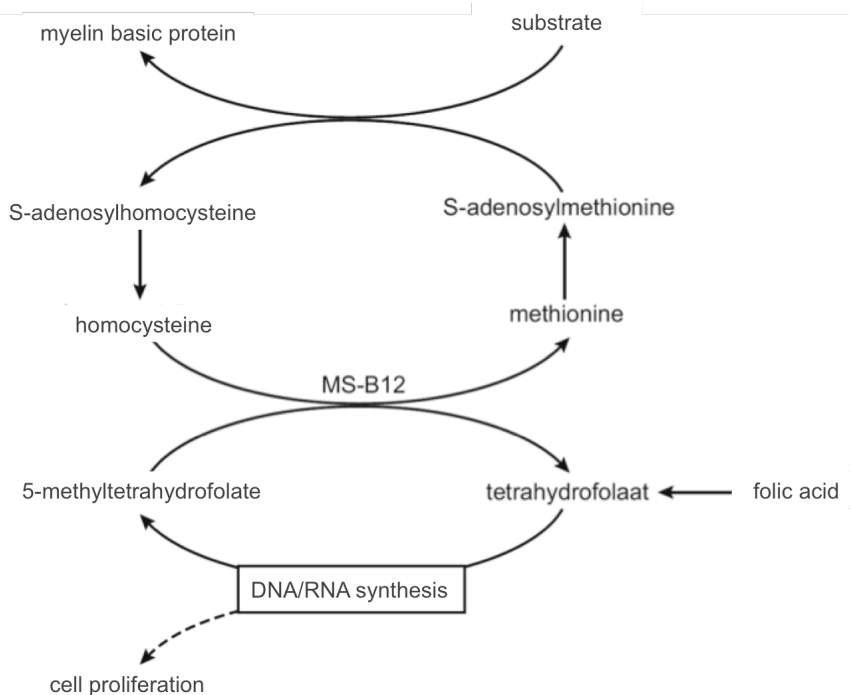 myelin basic protein
substrate
S-adenosylhomocysteine
S-adenosylmethionine
homocysteine
methionine
MS-B12
5-methyltetrahydrofolate
tetrahydrofolaat
folic acid
DNA/RNA synthesis
cell proliferation